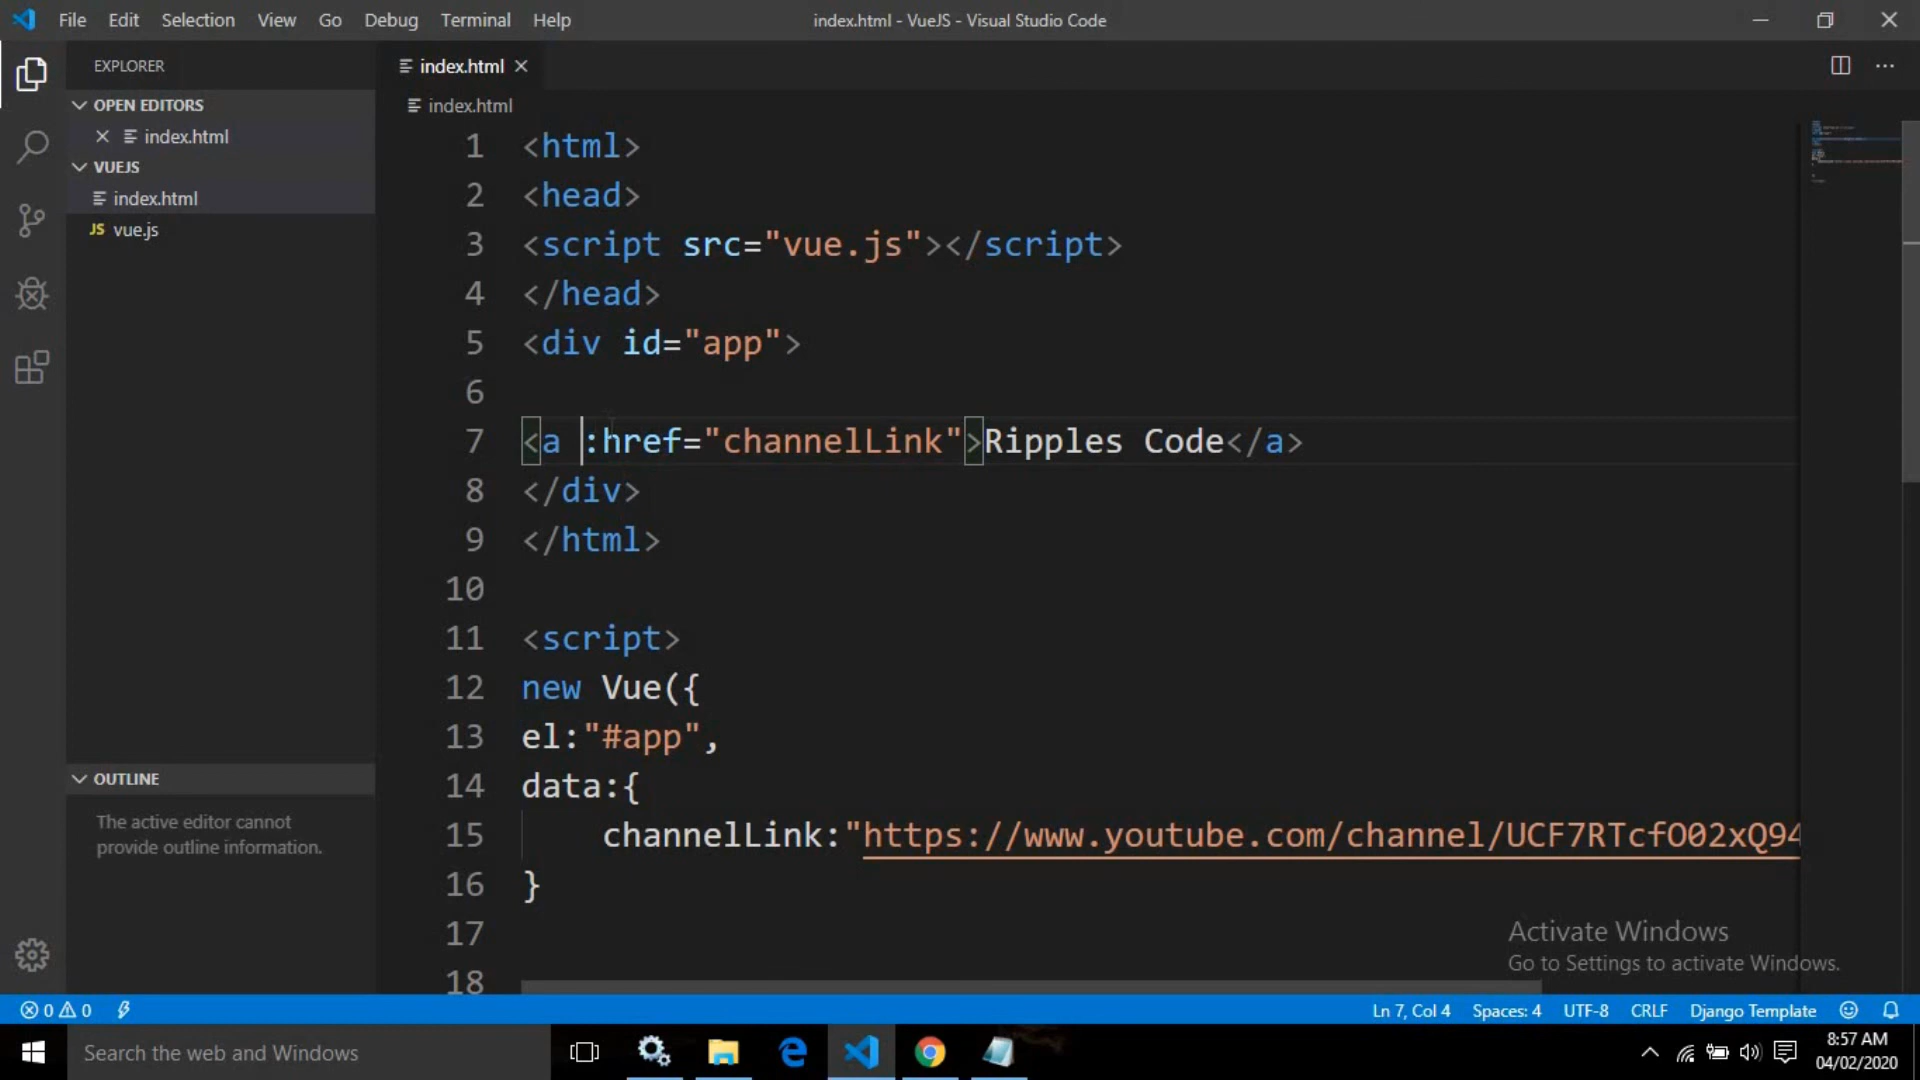 File Edit Selection View Go Debug Terminal Help
index.html - VueJS - Visual Studio Code
EXPLORER
OPEN EDITORS
index.html
VUEJS
index.html
JS vue.js
OUTLINE
The active editor cannot
provide outline information.
index.html
index.html
1 <html>
2 <head>
3 <script src="vue.js"></script>
4 </head>
5 <div id="app">
6
7 <a :href="channelLink">Ripples Code</a>
8 </div>
9 </html>
10
11 <script>
12 new Vue({
13 el:"#app",
14 data:{
15 channelLink:"https://www.youtube.com/channel/UCF7RTcfO02xQ94
16 }
17
18
Activate Windows
Go to Settings to activate Windows.
0 0
Ln 7, Col 4 Spaces: 4 UTF-8 CRLF Django Template
Search the web and Windows
8:57 AM
04/02/2020